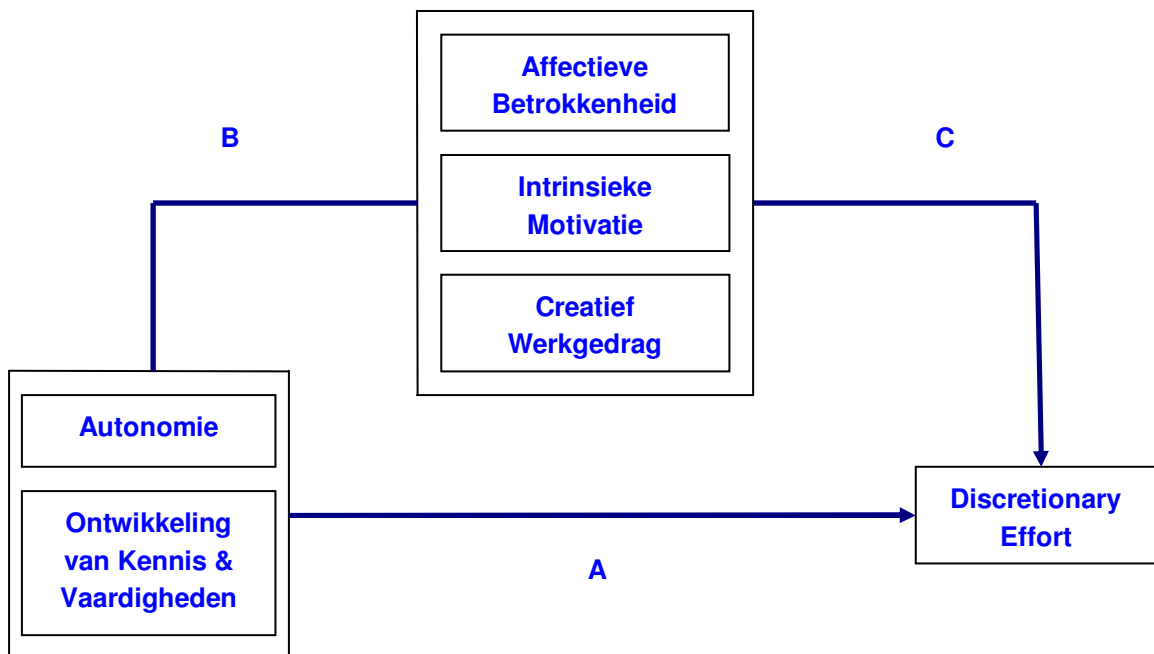 Affectieve
Betrokkenheid
B
C
Intrinsieke
Motivatie
Creatief
Werkgedrag
Autonomie
Ontwikkeling
van Kennis &
Vaardigheden
Discretionary
Effort
A